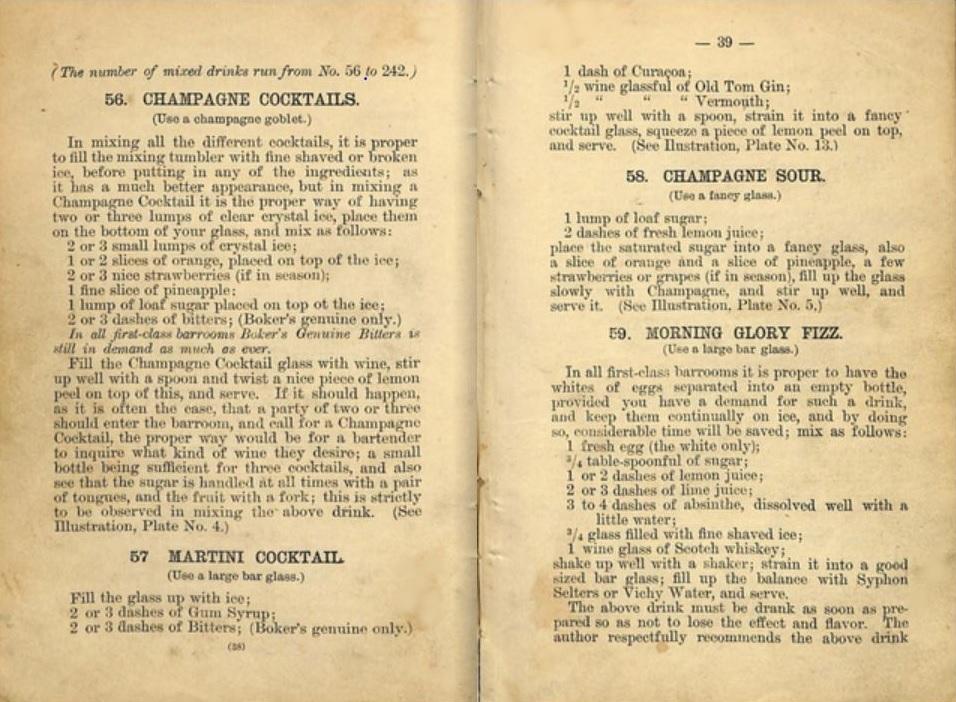 (The number of mixed drinks run from No. 56 to 242.)
56. CHAMPAGNE COCKTAILS.
(Use a champagne goblet.)
In mixing all the different cocktails, it is proper
to fill the mixing tumbler with fine shaved or broken
ice, before putting in any of the ingredients; as
it has a much better appearance, but in mixing a
Champagne Cocktail it is the proper way of having
two or three lumps of clear crystal ice, place them
on the bottom of your glass, and mix as follows:
2 or 3 small lumps of crystal ice;
1 or 2 slices of orange, placed on top of the ice;
2 or 3 nice strawberries (if in season);
1 fine slice of pineapple;
1 lump of loaf sugar placed on top ot the ice;
2 or 3 dashes of bitters; (Boker's genuine only.)
In all first-class barrooms Boker's Genuine Bitters is
still in demand as much as ever.
Fill the Champagne Cocktail glass with wine, stir
up well with a spoon and twist a nice piece of lemon
peel on top of this, and serve. If it should happen,
as it is often the case, that a party of two or three
should enter the barroom, and call for a Champagne
Cocktail, the proper way would be for a bartender
to inquire what kind of wine they desire; a small
bottle being sufficient for three cocktails, and also
see that the sugar is handled at all times with a pair
of tongues, and the fruit with a fork; this is strictly
to be observed in mixing the above drink. (See
Illustration, Plate No. 4.)
57 MARTINI COCKTAIL.
(Use a large bar glass.)
Fill the glass up with ice;
2 or 3 dashes of Gum Syrup;
2 or 3 dashes of Bitters; (Boker's genuine only.)
(38)
— 39 —
1 dash of Curaçoa;
1/2 wine glassful of Old Tom Gin;
1/2 " " " Vermouth;
stir up well with a spoon, strain it into a fancy
cocktail glass, squeeze a piece of lemon peel on top,
and serve. (See Illustration, Plate No. 13.)
58. CHAMPAGNE SOUR.
(Use a fancy glass.)
1 lump of loaf sugar;
2 dashes of fresh lemon juice;
place the saturated sugar into a fancy glass, also
a slice of orange and a slice of pineapple, a few
strawberries or grapes (if in season), fill up the glass
slowly with Champagne, and stir up well, and
serve it. (See Illustration, Plate No. 5.)
59. MORNING GLORY FIZZ.
(Use a large bar glass.)
In all first-class barrooms it is proper to have the
whites of eggs separated into an empty bottle,
provided you have a demand for such a drink,
and keep them continually on ice, and by doing
so, considerable time will be saved; mix as follows:
1 fresh egg (the white only);
3/4 table-spoonful of sugar;
1 or 2 dashes of lemon juice;
2 or 3 dashes of lime juice;
3 to 4 dashes of absinthe, dissolved well with a
little water;
3/4 glass filled with fine shaved ice;
1 wine glass of Scotch whiskey;
shake up well with a shaker; strain it into a good
sized bar glass; fill up the balance with Syphon
Selters or Vichy Water, and serve.
The above drink must be drank as soon as pre-
pared so as not to lose the effect and flavor. The
author respectfully recommends the above drink